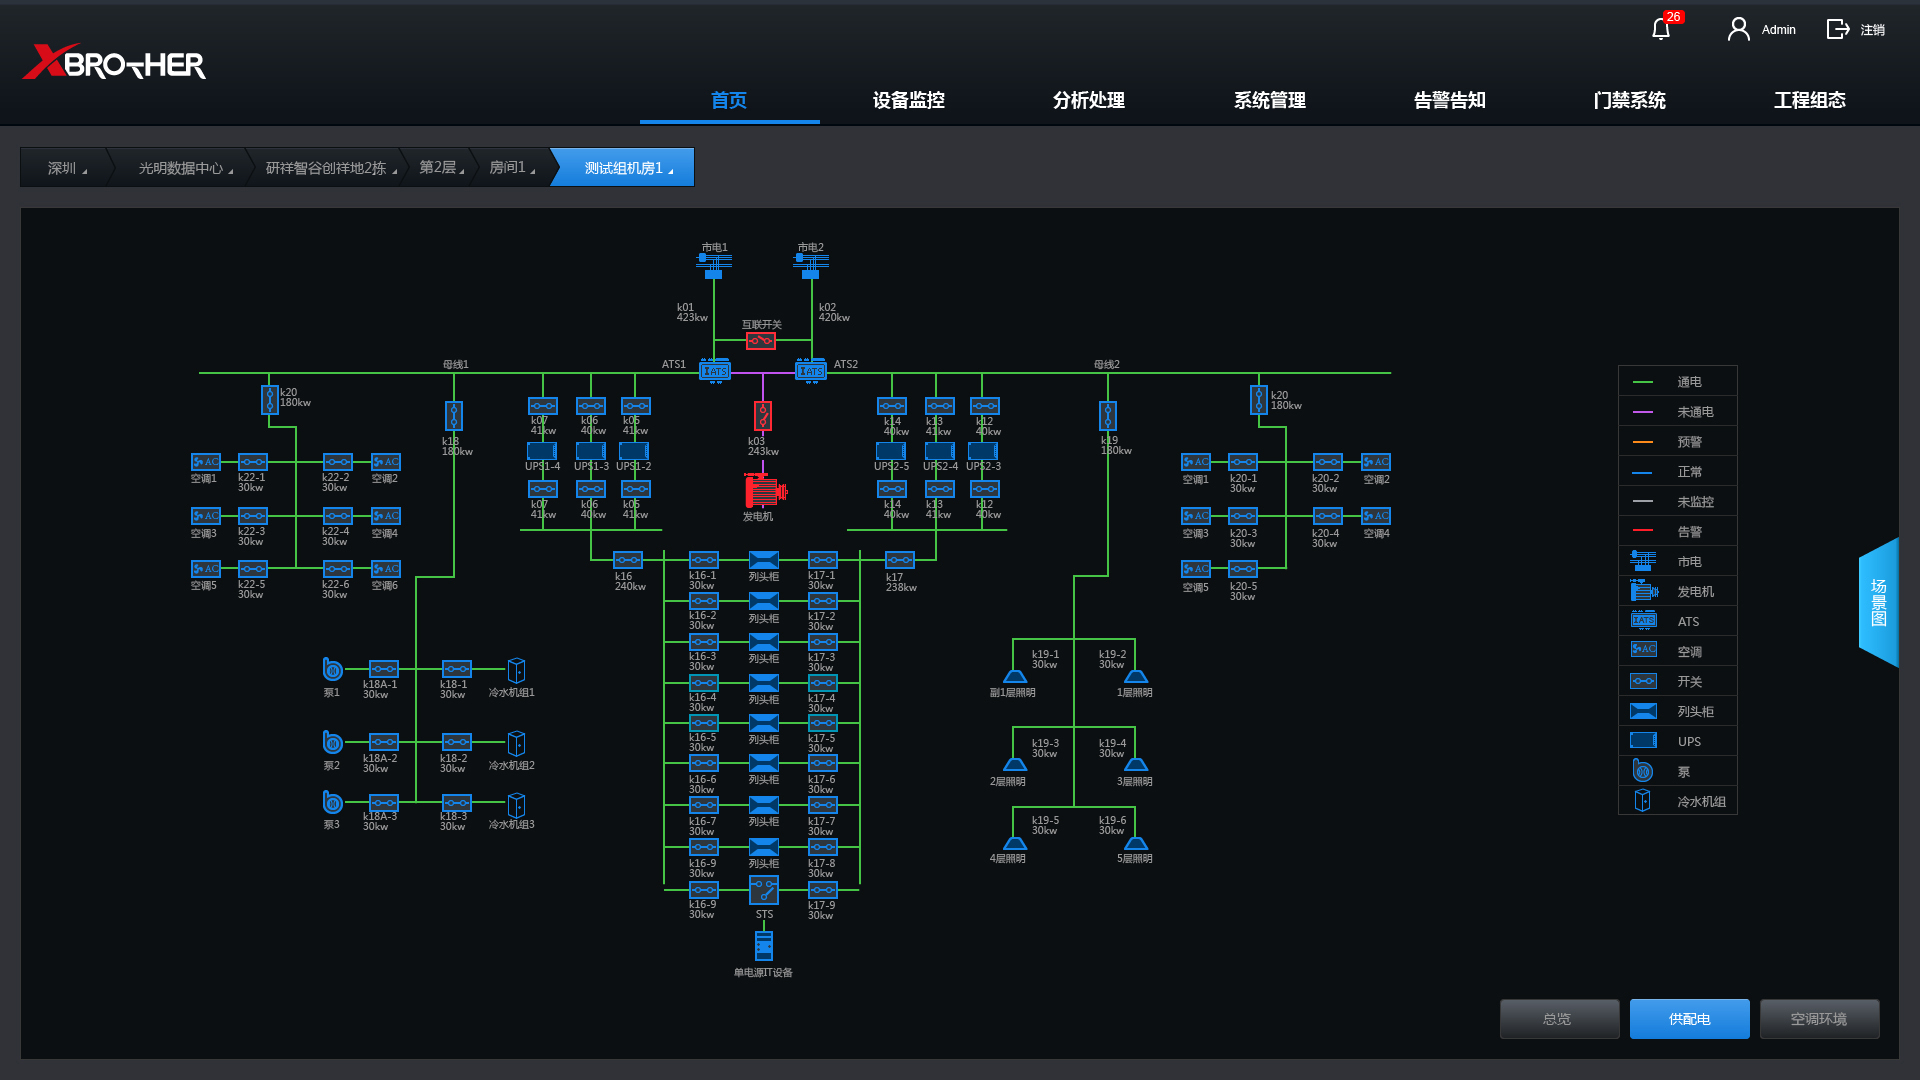 26
Admin
注销
XBROTHER
首页
设备监控
分析处理
系统管理
告警告知
门禁系统
工程组态
深圳
光明数据中心
研祥智谷创祥地2栋
第2层
房间1
测试组机房1
市电1
市电2
k01
423kw
k02
420kw
互联开关
母线1
ATS1
ATS
ATS
ATS2
母线2
k20
180kw
k18
180kw
k07
41kw
k06
40kw
k05
41kw
k03
243kw
k14
40kw
k13
41kw
k12
40kw
k19
180kw
k20
180kw
UPS1-4
UPS1-3
UPS1-2
UPS2-5
UPS2-4
UPS2-3
k07
41kw
k06
40kw
k05
41kw
发电机
k14
40kw
k13
41kw
k12
40kw
AC
空调1
k22-1
30kw
k22-2
30kw
AC
空调2
AC
空调3
k22-3
30kw
k22-4
30kw
AC
空调4
AC
空调5
k22-5
30kw
k22-6
30kw
AC
空调6
AC
空调1
k20-1
30kw
k20-2
30kw
AC
空调2
AC
空调3
k20-3
30kw
k20-4
30kw
AC
空调4
AC
空调5
k20-5
30kw
k16
240kw
k17
238kw
k16-1
30kw
列头柜
k17-1
30kw
k16-2
30kw
列头柜
k17-2
30kw
k16-3
30kw
列头柜
k17-3
30kw
k16-4
30kw
列头柜
k17-4
30kw
k16-5
30kw
列头柜
k17-5
30kw
k16-6
30kw
列头柜
k17-6
30kw
k16-7
30kw
列头柜
k17-7
30kw
k16-9
30kw
列头柜
k17-8
30kw
k16-9
30kw
STS
k17-9
30kw
单电源IT设备
泵1
k18A-1
30kw
k18-1
30kw
冷水机组1
泵2
k18A-2
30kw
k18-2
30kw
冷水机组2
泵3
k18A-3
30kw
k18-3
30kw
冷水机组3
k19-1
30kw
k19-2
30kw
副1层照明
1层照明
k19-3
30kw
k19-4
30kw
2层照明
3层照明
k19-5
30kw
k19-6
30kw
4层照明
5层照明
通电
未通电
预警
正常
未监控
告警
市电
发电机
ATS
ATS
AC
空调
开关
列头柜
UPS
泵
冷水机组
场景图
总览
供配电
空调环境